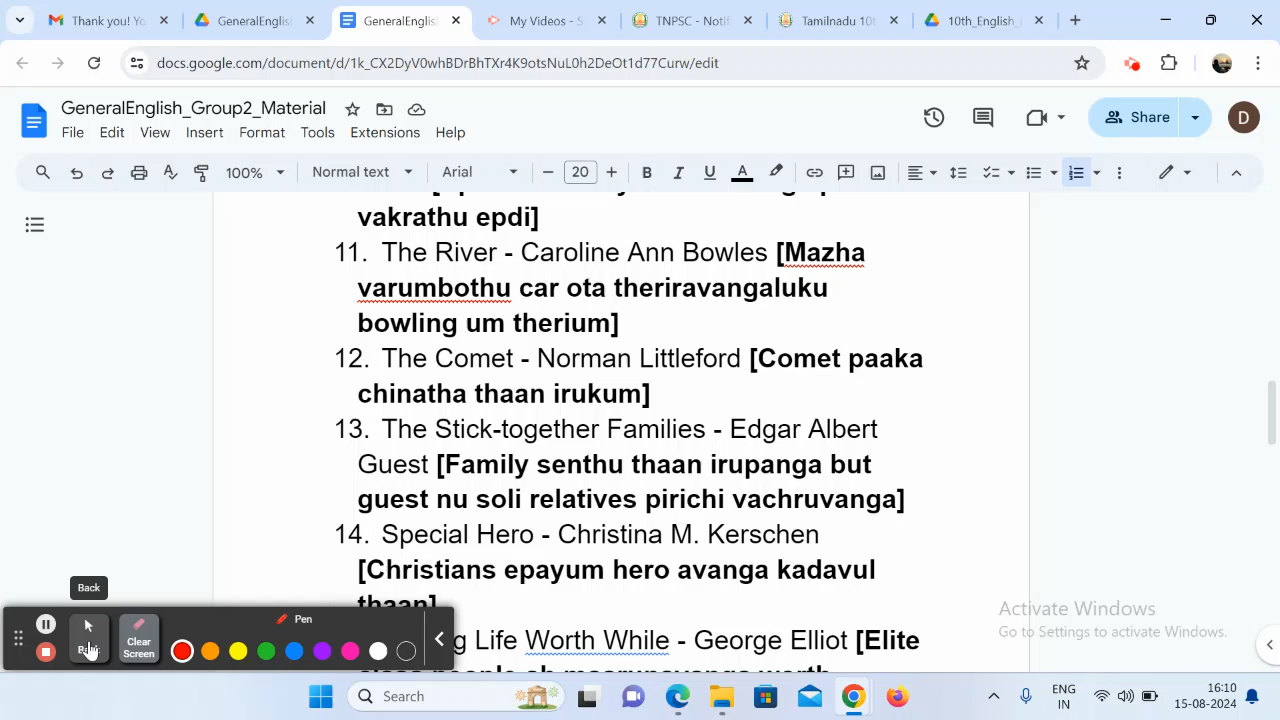 Thank you! Yo
GeneralEnglish
GeneralEnglish
My Videos - S
TNPSC - Notif
Tamilnadu 10t
10th_English_
docs.google.com/document/d/1k_CX2DyV0whBDrBhTXr4K9otsNuL0h2DeOt1d77Curw/edit
GeneralEnglish_Group2_Material
File Edit View Insert Format Tools Extensions Help
Share
D
100% Normal text Arial 20 B I U A
vakrathu epdi]
11. The River - Caroline Ann Bowles [Mazha
varumbothu car ota theriravangaluku
bowling um therium]
12. The Comet - Norman Littleford [Comet paaka
chinatha thaan irukum]
13. The Stick-together Families - Edgar Albert
Guest [Family senthu thaan irupanga but
guest nu soli relatives pirichi vachruvanga]
14. Special Hero - Christina M. Kerschen
[Christians epayum hero avanga kadavul
thaan]
g Life Worth While - George Elliot [Elite
Back
Pen
Clear
Screen
Activate Windows
Go to Settings to activate Windows.
Search
ENG
IN
16:10
15-08-2024